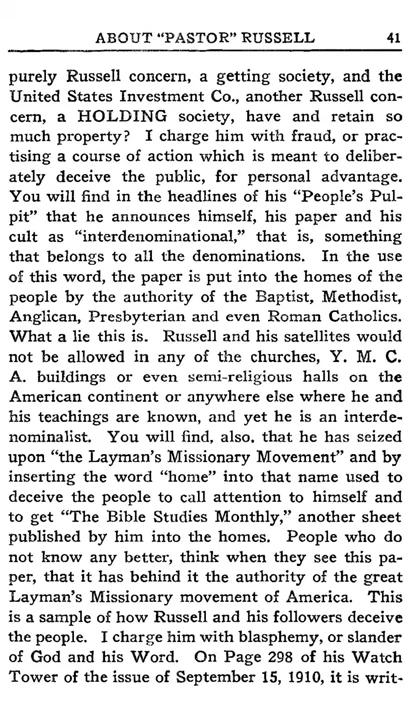 ABOUT "PASTOR" RUSSELL 41
purely Russell concern, a getting society, and the
United States Investment Co., another Russell con-
cern, a HOLDING society, have and retain so
much property? I charge him with fraud, or prac-
tising a course of action which is meant to deliber-
ately deceive the public, for personal advantage.
You will find in the headlines of his "People's Pul-
pit" that he announces himself, his paper and his
cult as "interdenominational," that is, something
that belongs to all the denominations. In the use
of this word, the paper is put into the homes of the
people by the authority of the Baptist, Methodist,
Anglican, Presbyterian and even Roman Catholics.
What a lie this is. Russell and his satellites would
not be allowed in any of the churches, Y. M. C.
A. buildings or even semi-religious halls on the
American continent or anywhere else where he and
his teachings are known, and yet he is an interde-
nominalist. You will find, also. that he has seized
upon "the Layman's Missionary Movement" and by
inserting the word "home" into that name used to
deceive the people to call attention to himself and
to get "The Bible Studies Monthly," another sheet
published by him into the homes. People who do
not know any better, think when they see this pa-
per, that it has behind it the authority of the great
Layman's Missionary movement of America. This
is a sample of how Russell and his followers deceive
the people. I charge him with blasphemy, or slander
of God and his Word. On Page 298 of his Watch
Tower of the issue of September 15, 1910, it is writ-